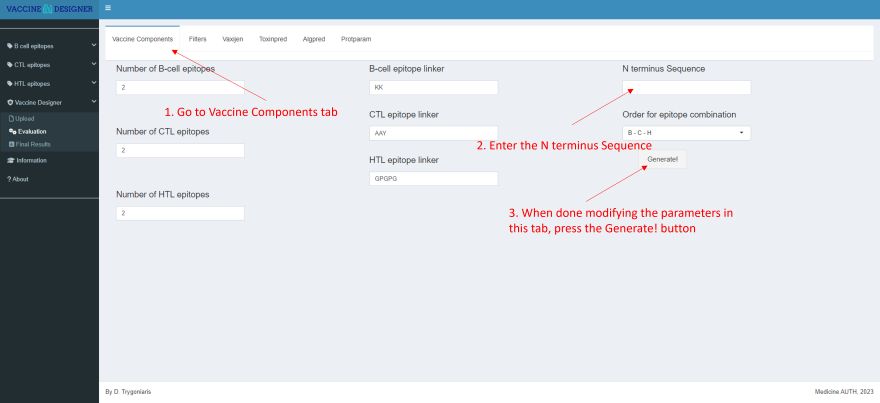 VACCINE DESIGNER
Vaccine Components Filters Vaxijen Toxinpred Algpred Protparam
B cell epitopes
CTL epitopes
HTL epitopes
Vaccine Designer
Upload
Evaluation
Final Results
Information
? About
Number of B-cell epitopes
2
Number of CTL epitopes
2
Number of HTL epitopes
2
B-cell epitope linker
KK
CTL epitope linker
AAY
HTL epitope linker
GPGPG
N terminus Sequence
Order for epitope combination
B - C - H
Generate!
1. Go to Vaccine Components tab
2. Enter the N terminus Sequence
3. When done modifying the parameters in
this tab, press the Generate! button
By D. Trygoniaris
Medicine AUTH, 2023